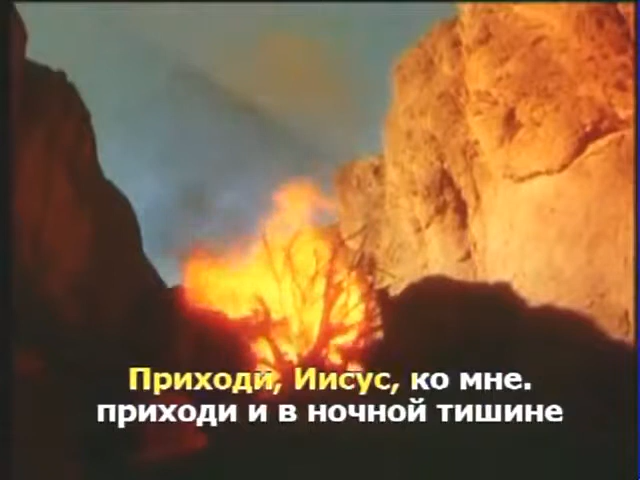 Приходи, Иисус, ко мне.
приходи и в ночной тишине